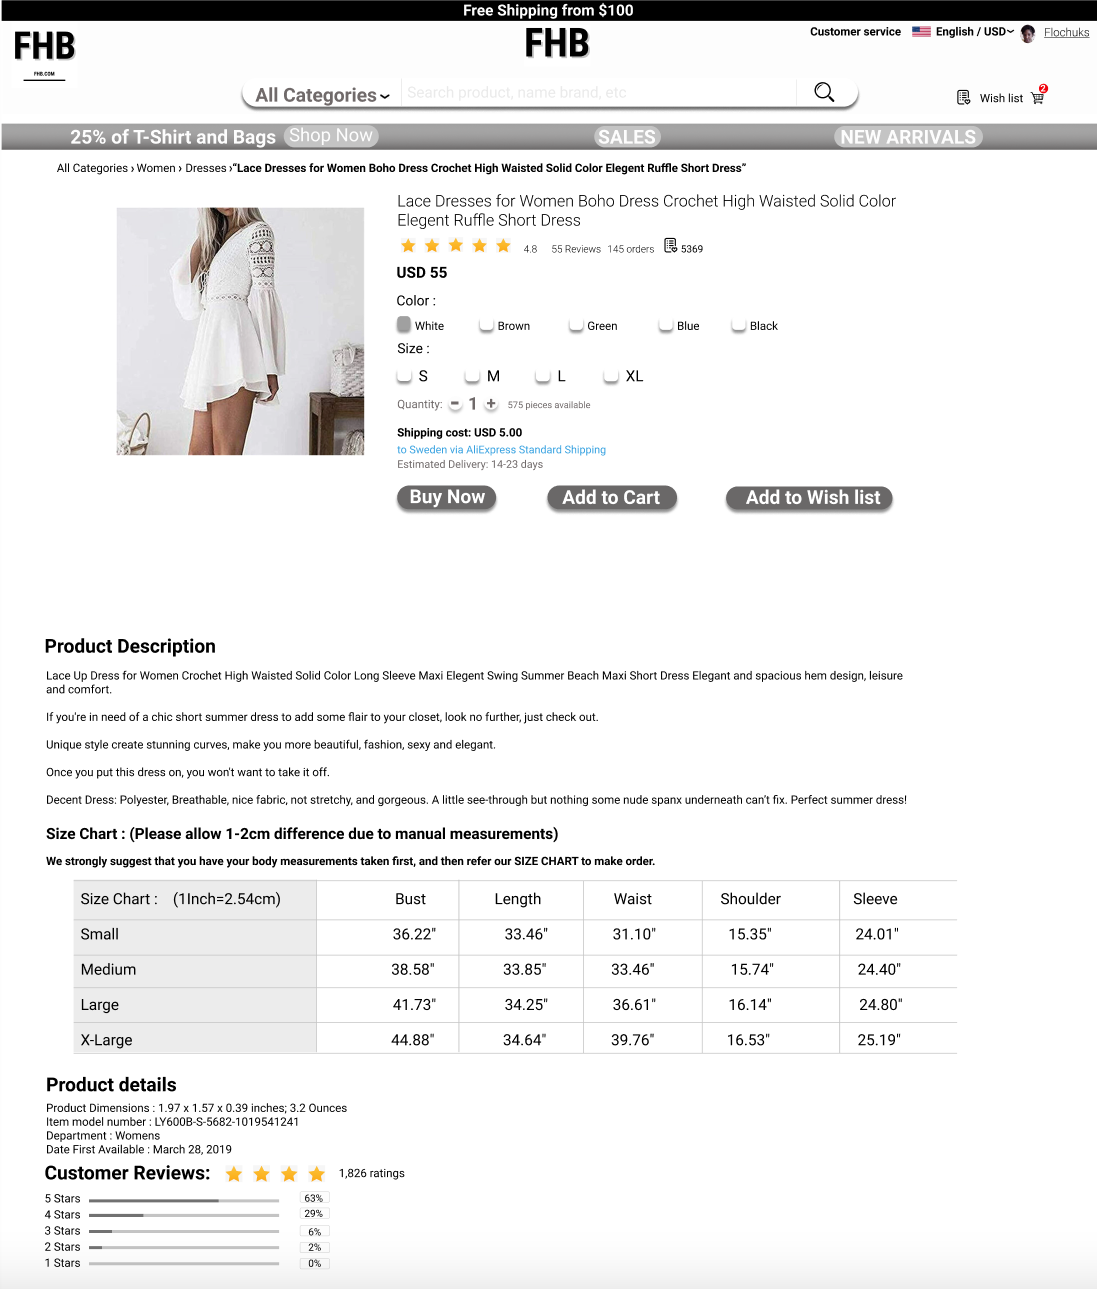 Free Shipping from $100
FHB
FHB.COM
FHB
Customer service English / USD Flochuks
All Categories Search product, name brand, etc
Wish list 2
25% of T-Shirt and Bags Shop Now SALES NEW ARRIVALS
All Categories › Women › Dresses ›“Lace Dresses for Women Boho Dress Crochet High Waisted Solid Color Elegent Ruffle Short Dress”
Lace Dresses for Women Boho Dress Crochet High Waisted Solid Color
Elegent Ruffle Short Dress
4.8 55 Reviews 145 orders 5369
USD 55
Color :
White Brown Green Blue Black
Size :
S M L XL
Quantity: - 1 + 575 pieces available
Shipping cost: USD 5.00
to Sweden via AliExpress Standard Shipping
Estimated Delivery: 14-23 days
Buy Now Add to Cart Add to Wish list
Product Description
Lace Up Dress for Women Crochet High Waisted Solid Color Long Sleeve Maxi Elegent Swing Summer Beach Maxi Short Dress Elegant and spacious hem design, leisure
and comfort.
If you're in need of a chic short summer dress to add some flair to your closet, look no further, just check out.
Unique style create stunning curves, make you more beautiful, fashion, sexy and elegant.
Once you put this dress on, you won't want to take it off.
Decent Dress: Polyester, Breathable, nice fabric, not stretchy, and gorgeous. A little see-through but nothing some nude spanx underneath can't fix. Perfect summer dress!
Size Chart : (Please allow 1-2cm difference due to manual measurements)
We strongly suggest that you have your body measurements taken first, and then refer our SIZE CHART to make order.
Size Chart : (1Inch=2.54cm) Bust Length Waist Shoulder Sleeve
Small 36.22" 33.46" 31.10" 15.35" 24.01"
Medium 38.58" 33.85" 33.46" 15.74" 24.40"
Large 41.73" 34.25" 36.61" 16.14" 24.80"
X-Large 44.88" 34.64" 39.76" 16.53" 25.19"
Product details
Product Dimensions : 1.97 x 1.57 x 0.39 inches; 3.2 Ounces
Item model number : LY600B-S-5682-1019541241
Department : Womens
Date First Available : March 28, 2019
Customer Reviews: 1,826 ratings
5 Stars 63%
4 Stars 29%
3 Stars 6%
2 Stars 2%
1 Stars 0%